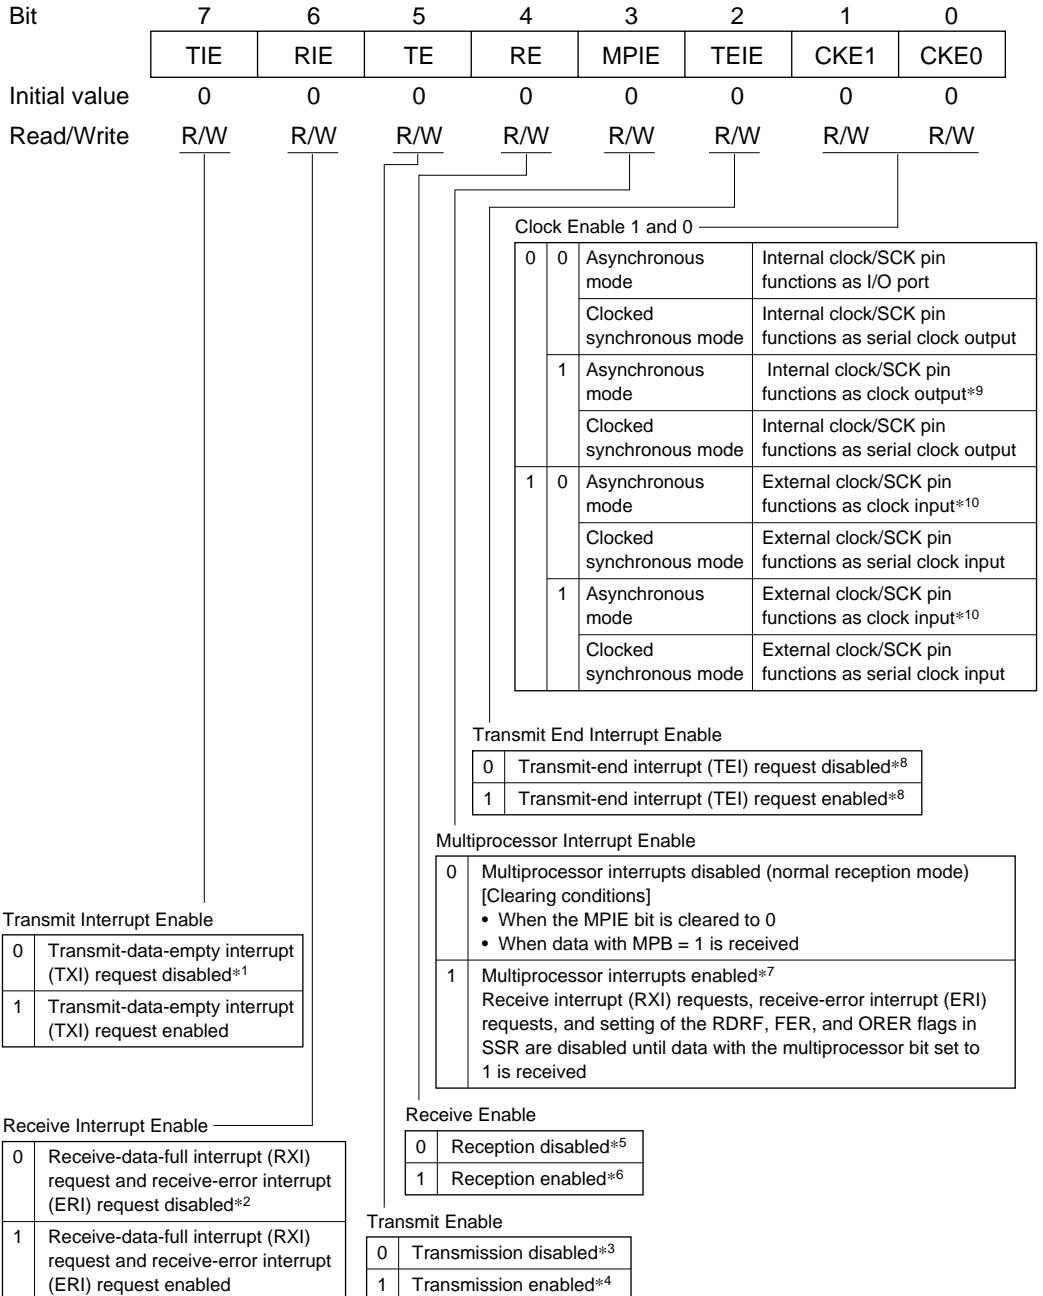 Bit 7 6 5 4 3 2 1 0
TIE RIE TE RE MPIE TEIE CKE1 CKE0
Initial value 0 0 0 0 0 0 0 0
Read/Write R/W R/W R/W R/W R/W R/W R/W R/W
Clock Enable 1 and 0
0 0 Asynchronous mode Internal clock/SCK pin functions as I/O port
Clocked synchronous mode Internal clock/SCK pin functions as serial clock output
1 Asynchronous mode Internal clock/SCK pin functions as clock output*9
Clocked synchronous mode Internal clock/SCK pin functions as serial clock output
1 0 Asynchronous mode External clock/SCK pin functions as clock input*10
Clocked synchronous mode External clock/SCK pin functions as serial clock input
1 Asynchronous mode External clock/SCK pin functions as clock input*10
Clocked synchronous mode External clock/SCK pin functions as serial clock input
Transmit End Interrupt Enable
0 Transmit-end interrupt (TEI) request disabled*8
1 Transmit-end interrupt (TEI) request enabled*8
Multiprocessor Interrupt Enable
0 Multiprocessor interrupts disabled (normal reception mode)
[Clearing conditions]
• When the MPIE bit is cleared to 0
• When data with MPB = 1 is received
1 Multiprocessor interrupts enabled*7
Receive interrupt (RXI) requests, receive-error interrupt (ERI)
requests, and setting of the RDRF, FER, and ORER flags in
SSR are disabled until data with the multiprocessor bit set to
1 is received
Transmit Interrupt Enable
0 Transmit-data-empty interrupt
(TXI) request disabled*1
1 Transmit-data-empty interrupt
(TXI) request enabled
Receive Enable
0 Reception disabled*5
1 Reception enabled*6
Receive Interrupt Enable
0 Receive-data-full interrupt (RXI)
request and receive-error interrupt
(ERI) request disabled*2
1 Receive-data-full interrupt (RXI)
request and receive-error interrupt
(ERI) request enabled
Transmit Enable
0 Transmission disabled*3
1 Transmission enabled*4